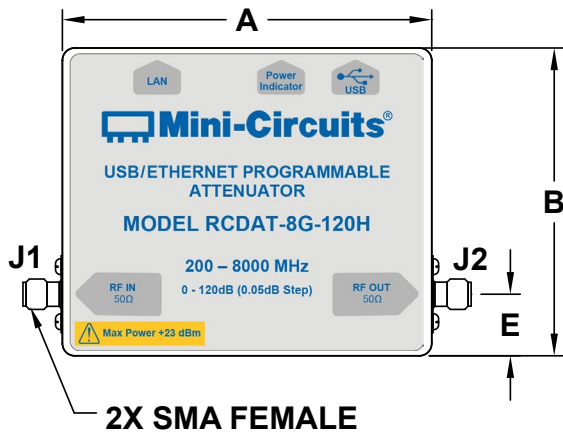 A
LAN
Power
Indicator
USB
Mini-Circuits®
B
USB/ETHERNET PROGRAMMABLE
ATTENUATOR
MODEL RCDAT-8G-120H
J1
J2
200 – 8000 MHz
RF IN
50Ω
0 - 120dB (0.05dB Step)
RF OUT
50Ω
E
Max Power +23 dBm
2X SMA FEMALE